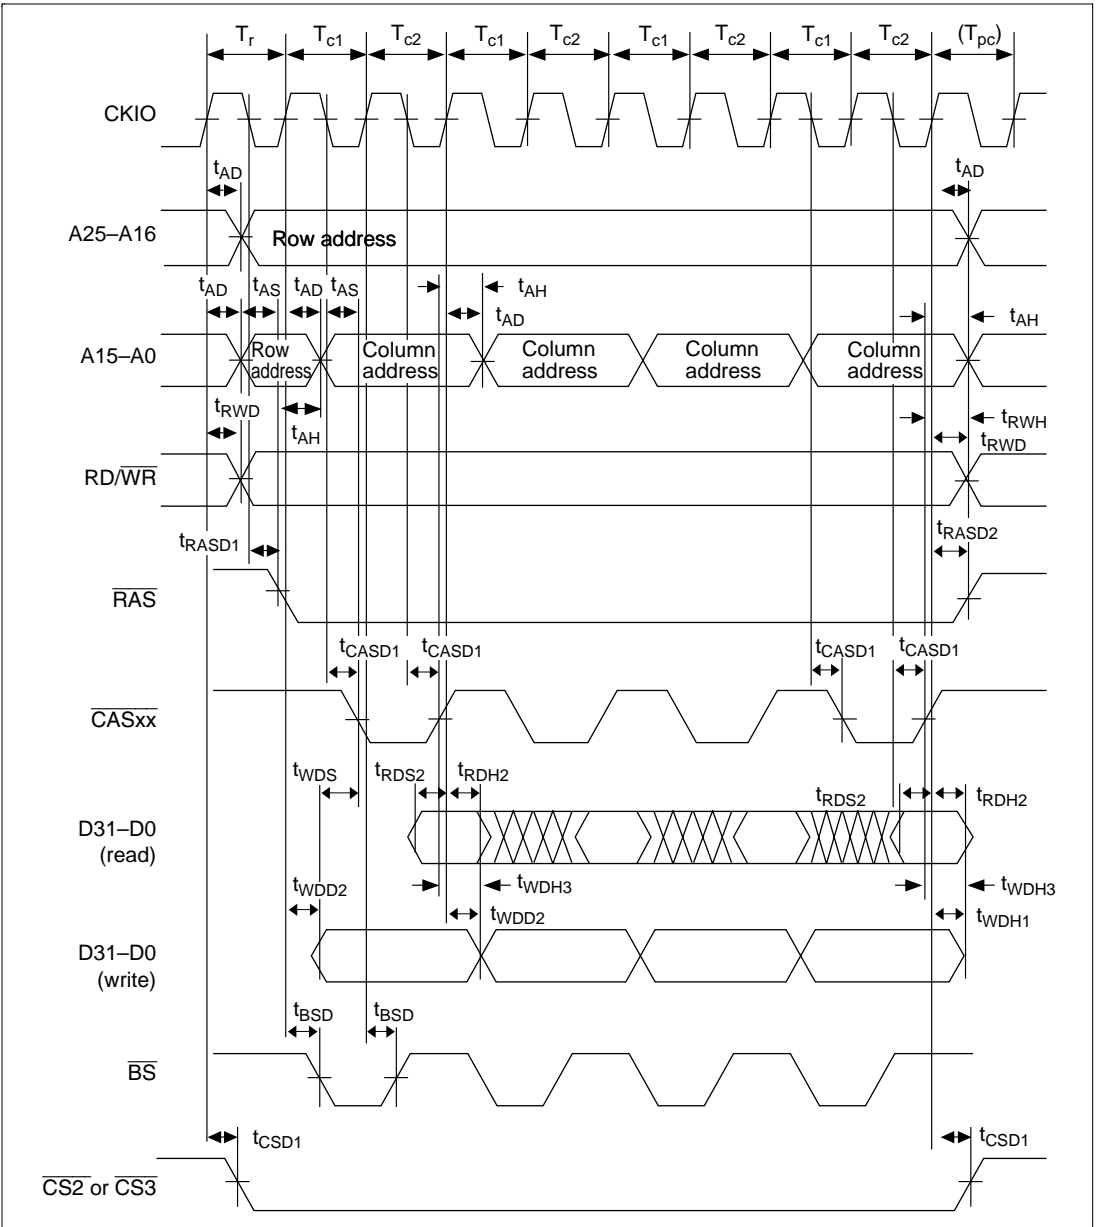 Tr Tc1 Tc2 Tc1 Tc2 Tc1 Tc2 Tc1 Tc2 (Tpc)
CKIO
tAD tAD
A25–A16 Row address
tAD tAS tAD tAS tAH
tAD tAH
A15–A0 Row address Column address Column address Column address Column address
tRWD tAH tRWH
tRWD
RD/WR
tRASD1 tRASD2
RAS
tCASD1 tCASD1 tCASD1 tCASD1
CASxx
tWDS tRDS2 tRDH2 tRDS2 tRDH2
D31–D0
(read)
tWDD2 tWDH3 tWDH3
tWDD2 tWDH1
D31–D0
(write)
tBSD tBSD
BS
tCSD1 tCSD1
CS2 or CS3